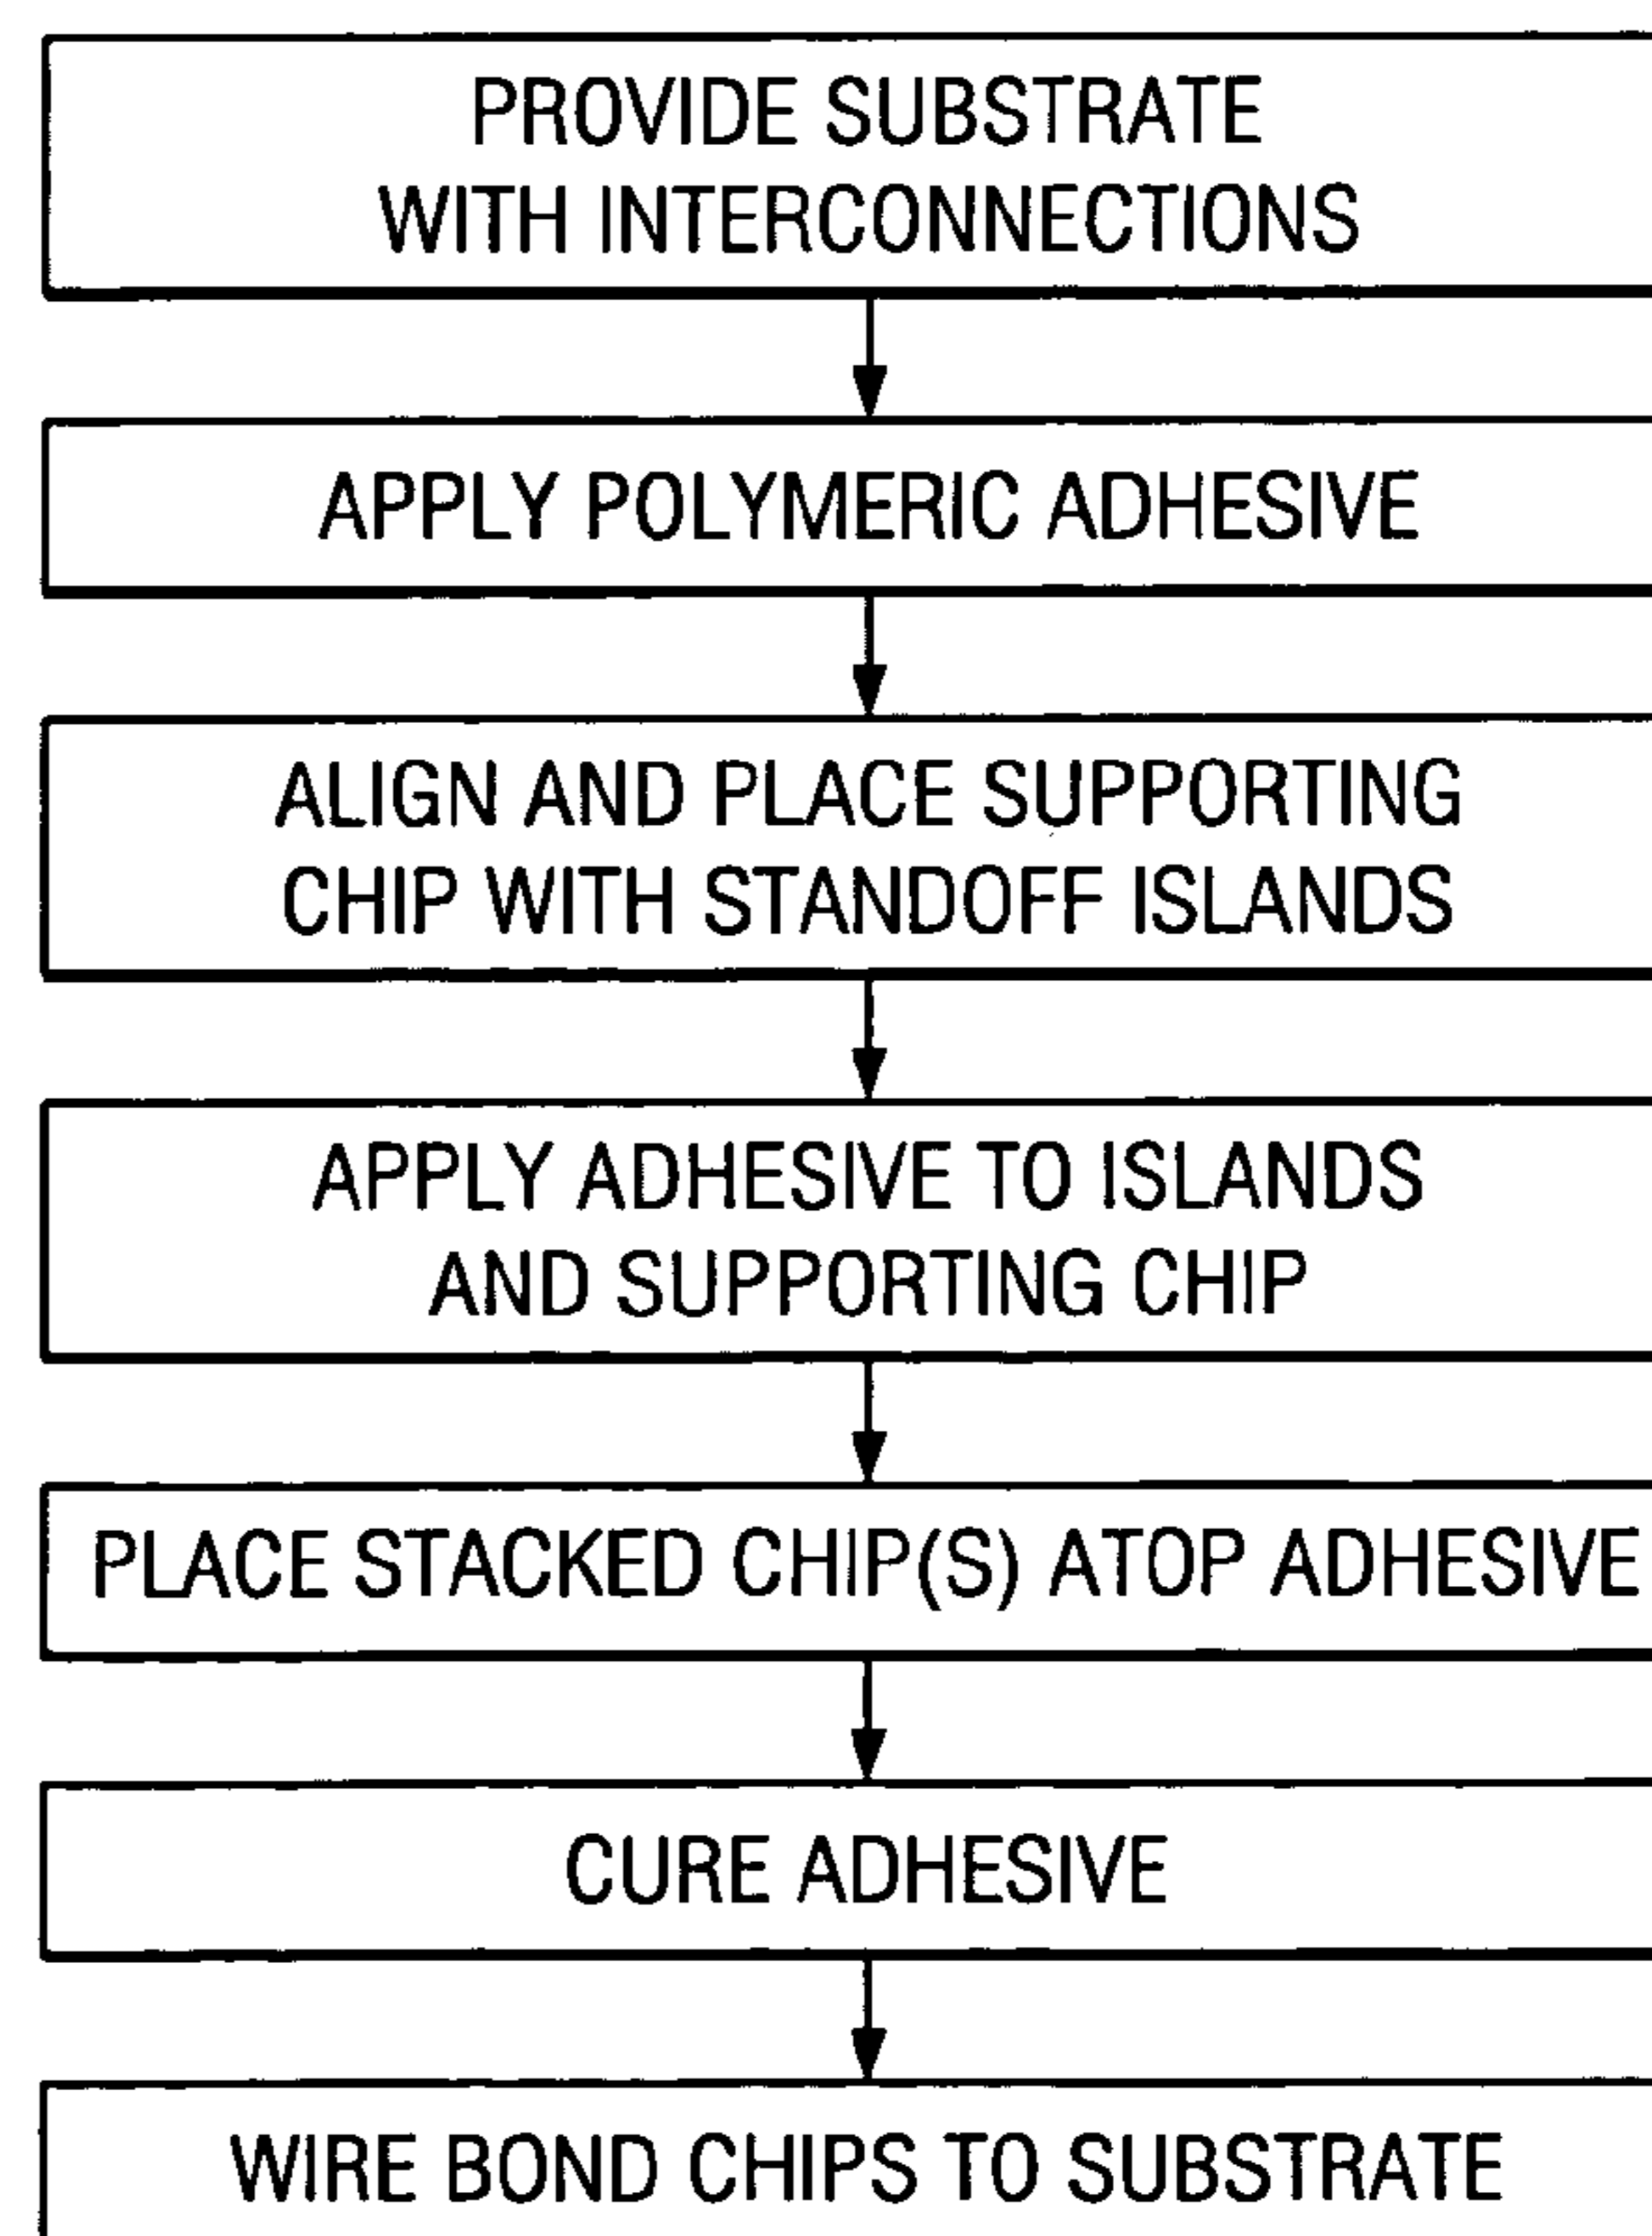 PROVIDE SUBSTRATE
WITH INTERCONNECTIONS
APPLY POLYMERIC ADHESIVE
ALIGN AND PLACE SUPPORTING
CHIP WITH STANDOFF ISLANDS
APPLY ADHESIVE TO ISLANDS
AND SUPPORTING CHIP
PLACE STACKED CHIP(S) ATOP ADHESIVE
CURE ADHESIVE
WIRE BOND CHIPS TO SUBSTRATE